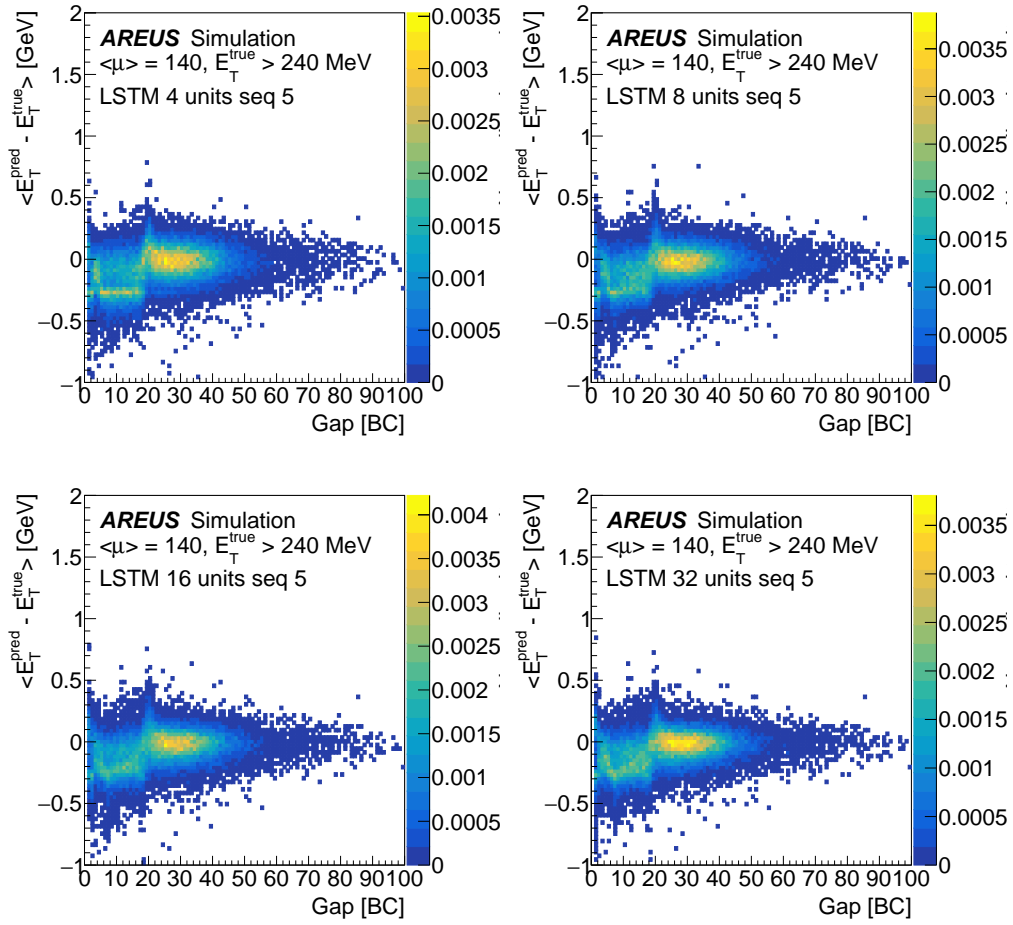 <E_T^pred - E_T^true> [GeV]
2
1.5
1
0.5
0
−0.5
−1
AREUS Simulation
<μ> = 140, E_T^true > 240 MeV
LSTM 4 units seq 5
0.0035
0.003
0.0025
0.002
0.0015
0.001
0.0005
0
0 10 20 30 40 50 60 70 80 90 100
Gap [BC]
<E_T^pred - E_T^true> [GeV]
2
1.5
1
0.5
0
−0.5
−1
AREUS Simulation
<μ> = 140, E_T^true > 240 MeV
LSTM 8 units seq 5
0.0035
0.003
0.0025
0.002
0.0015
0.001
0.0005
0
0 10 20 30 40 50 60 70 80 90 100
Gap [BC]
<E_T^pred - E_T^true> [GeV]
2
1.5
1
0.5
0
−0.5
−1
AREUS Simulation
<μ> = 140, E_T^true > 240 MeV
LSTM 16 units seq 5
0.004
0.0035
0.003
0.0025
0.002
0.0015
0.001
0.0005
0
0 10 20 30 40 50 60 70 80 90 100
Gap [BC]
<E_T^pred - E_T^true> [GeV]
2
1.5
1
0.5
0
−0.5
−1
AREUS Simulation
<μ> = 140, E_T^true > 240 MeV
LSTM 32 units seq 5
0.0035
0.003
0.0025
0.002
0.0015
0.001
0.0005
0
0 10 20 30 40 50 60 70 80 90 100
Gap [BC]